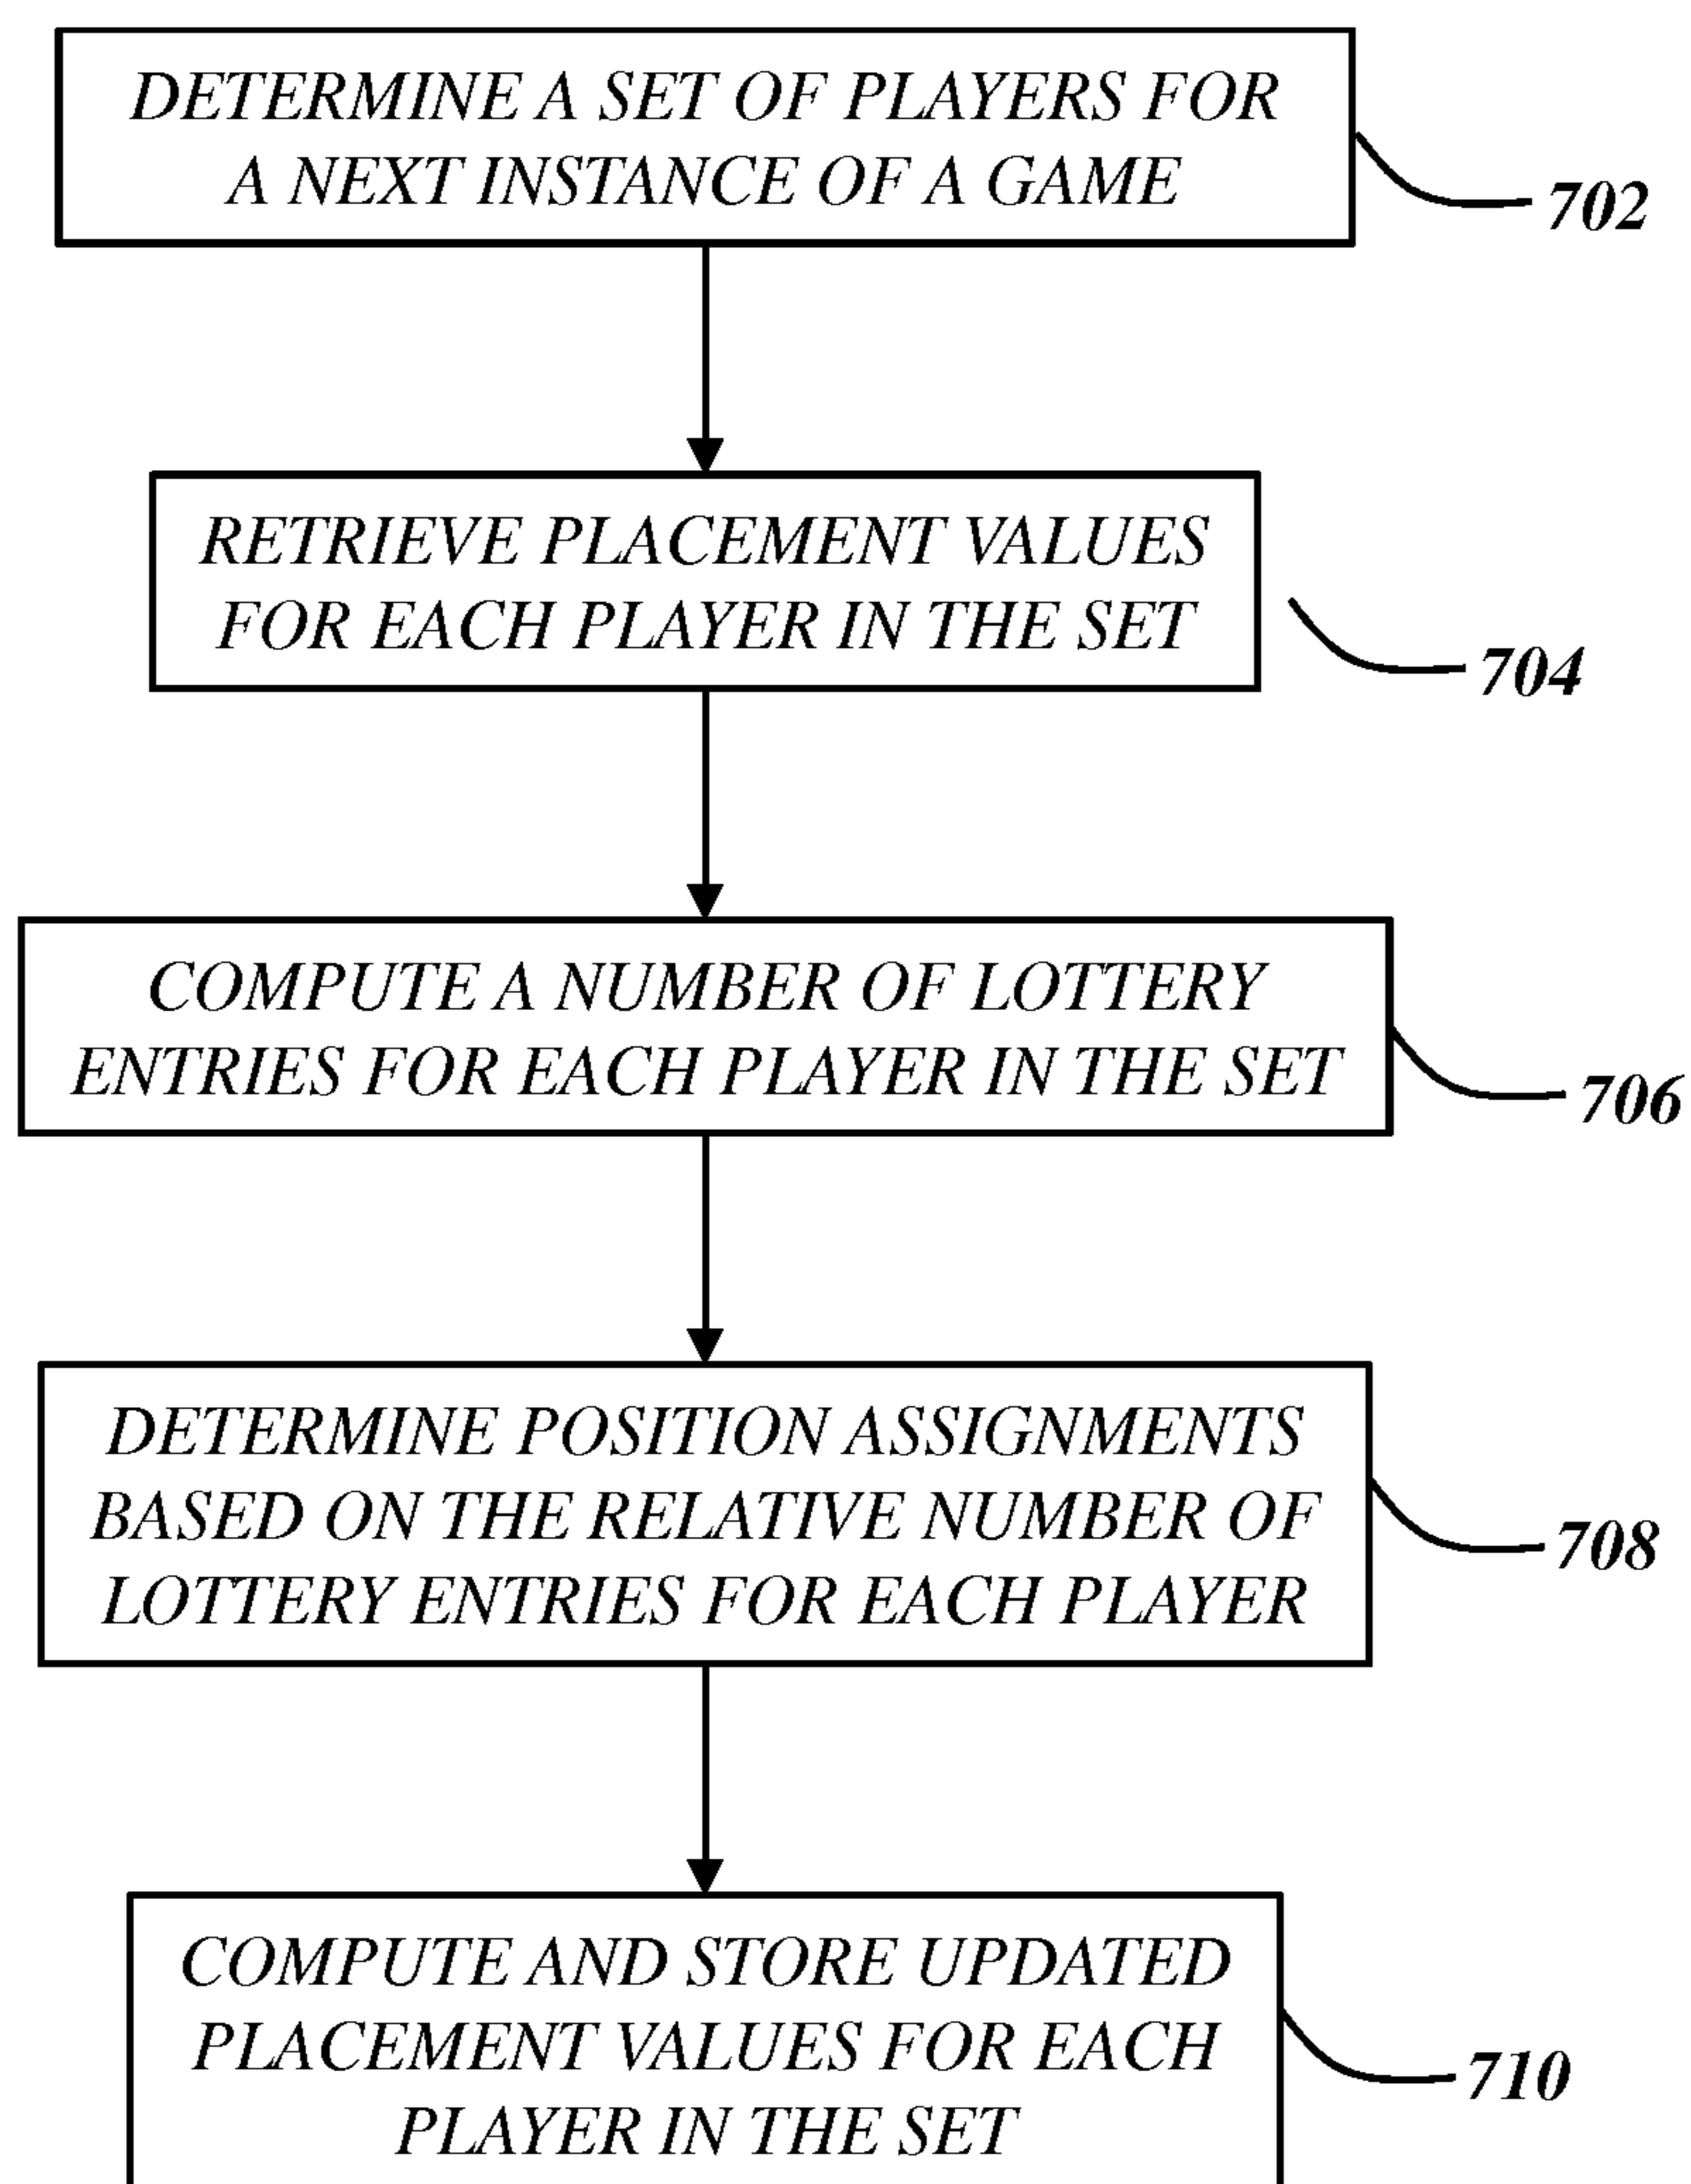 DETERMINE A SET OF PLAYERS FOR
A NEXT INSTANCE OF A GAME
702
RETRIEVE PLACEMENT VALUES
FOR EACH PLAYER IN THE SET
704
COMPUTE A NUMBER OF LOTTERY
ENTRIES FOR EACH PLAYER IN THE SET
706
DETERMINE POSITION ASSIGNMENTS
BASED ON THE RELATIVE NUMBER OF
LOTTERY ENTRIES FOR EACH PLAYER
708
COMPUTE AND STORE UPDATED
PLACEMENT VALUES FOR EACH
PLAYER IN THE SET
710